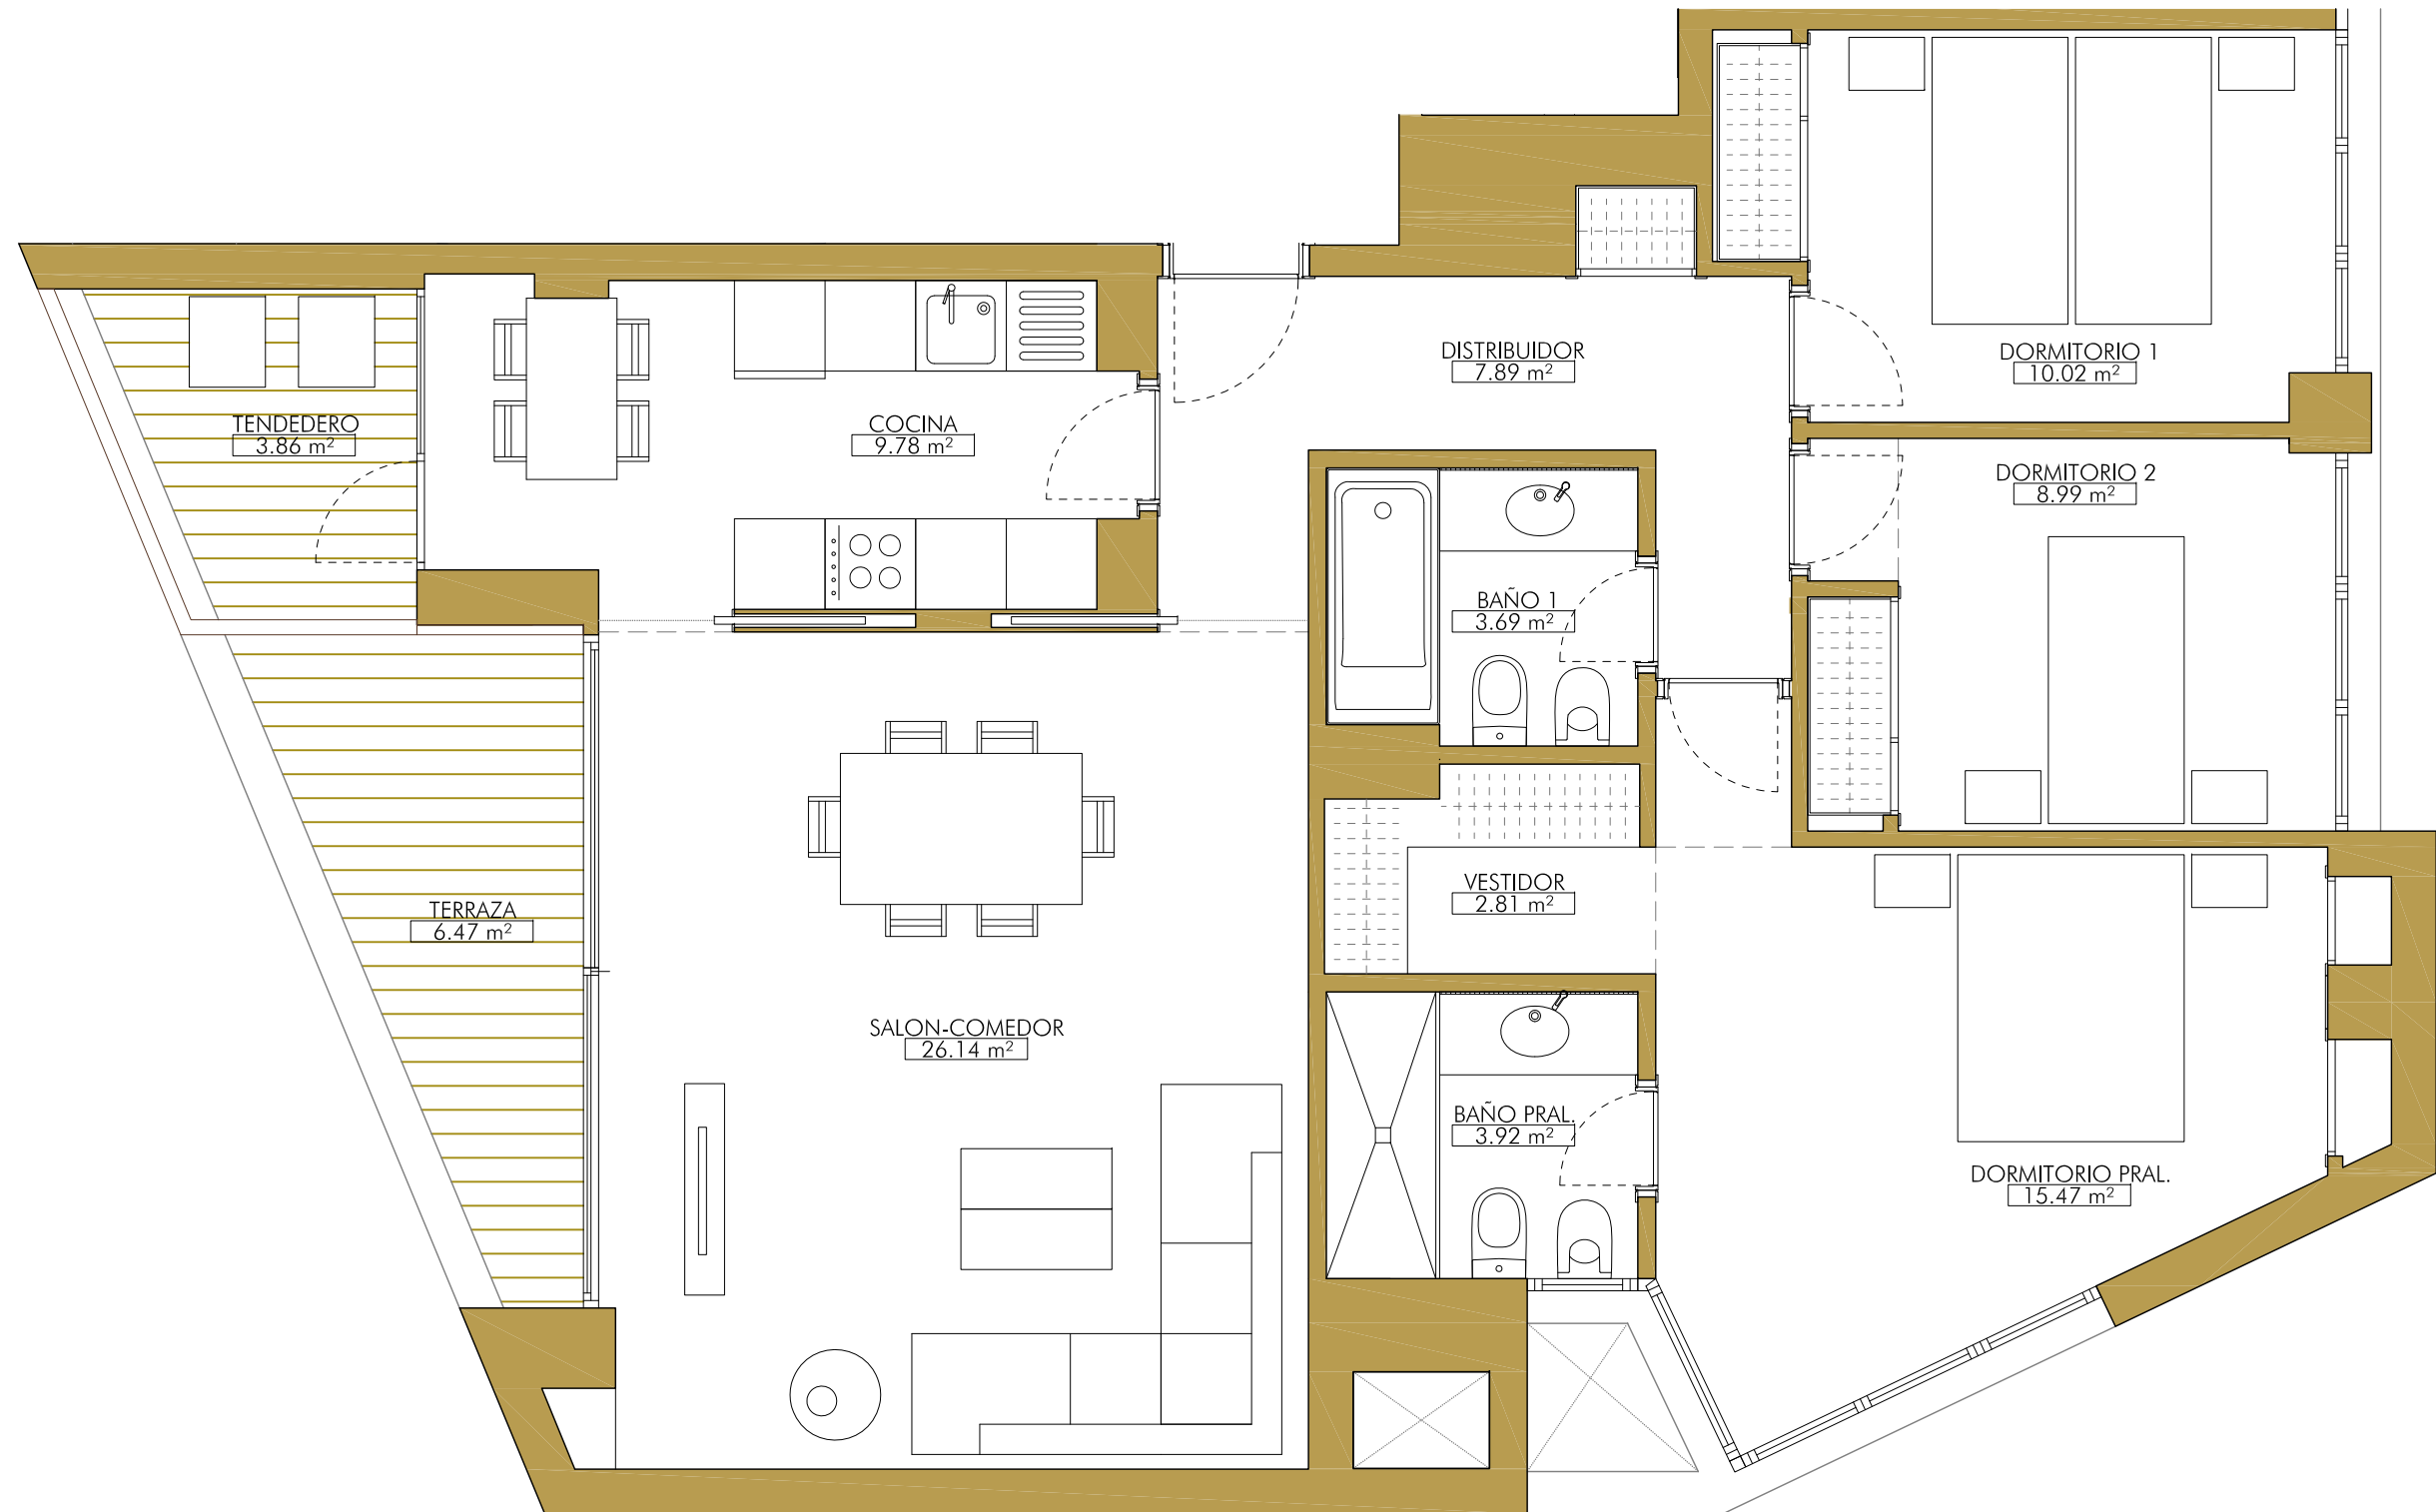 DISTRIBUIDOR
7.89 m²
DORMITORIO 1
10.02 m²
TENDEDERO
3.86 m²
COCINA
9.78 m²
DORMITORIO 2
8.99 m²
BAÑO 1
3.69 m²
VESTIDOR
2.81 m²
TERRAZA
6.47 m²
SALON-COMEDOR
26.14 m²
BAÑO PRAL.
3.92 m²
DORMITORIO PRAL.
15.47 m²